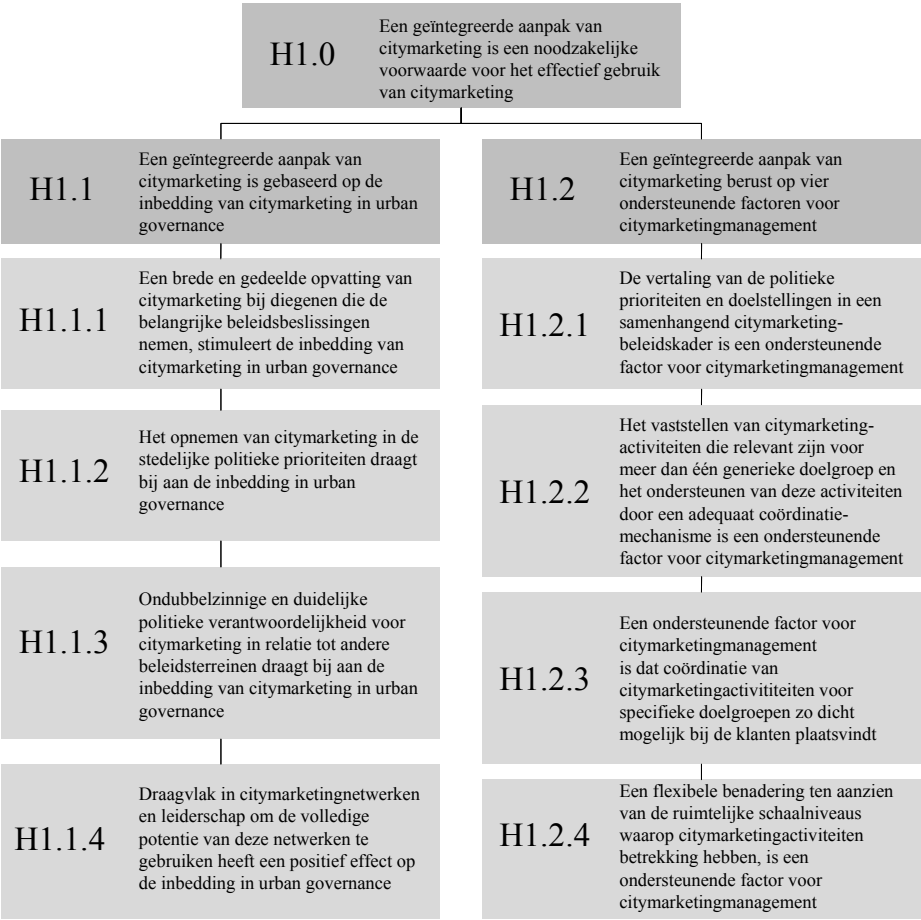 H1.0
Een geïntegreerde aanpak van
citymarketing is een noodzakelijke
voorwaarde voor het effectief gebruik
van citymarketing
H1.1
Een geïntegreerde aanpak van
citymarketing is gebaseerd op de
inbedding van citymarketing in urban
governance
H1.1.1
Een brede en gedeelde opvatting van
citymarketing bij diegenen die de
belangrijke beleidsbeslissingen
nemen, stimuleert de inbedding van
citymarketing in urban governance
H1.1.2
Het opnemen van citymarketing in de
stedelijke politieke prioriteiten draagt
bij aan de inbedding in urban
governance
H1.1.3
Ondubbelzinnige en duidelijke
politieke verantwoordelijkheid voor
citymarketing in relatie tot andere
beleidsterreinen draagt bij aan de
inbedding van citymarketing in urban
governance
H1.1.4
Draagvlak in citymarketingnetwerken
en leiderschap om de volledige
potentie van deze netwerken te
gebruiken heeft een positief effect op
de inbedding in urban governance
H1.2
Een geïntegreerde aanpak van
citymarketing berust op vier
ondersteunende factoren voor
citymarketingmanagement
H1.2.1
De vertaling van de politieke
prioriteiten en doelstellingen in een
samenhangend citymarketing-
beleidskader is een ondersteunende
factor voor citymarketingmanagement
H1.2.2
Het vaststellen van citymarketing-
activiteiten die relevant zijn voor
meer dan één generieke doelgroep en
het ondersteunen van deze activiteiten
door een adequaat coördinatie-
mechanisme is een ondersteunende
factor voor citymarketingmanagement
H1.2.3
Een ondersteunende factor voor
citymarketingmanagement
is dat coördinatie van
citymarketingactivititeiten voor
specifieke doelgroepen zo dicht
mogelijk bij de klanten plaatsvindt
H1.2.4
Een flexibele benadering ten aanzien
van de ruimtelijke schaalniveaus
waarop citymarketingactiviteiten
betrekking hebben, is een
ondersteunende factor voor
citymarketingmanagement